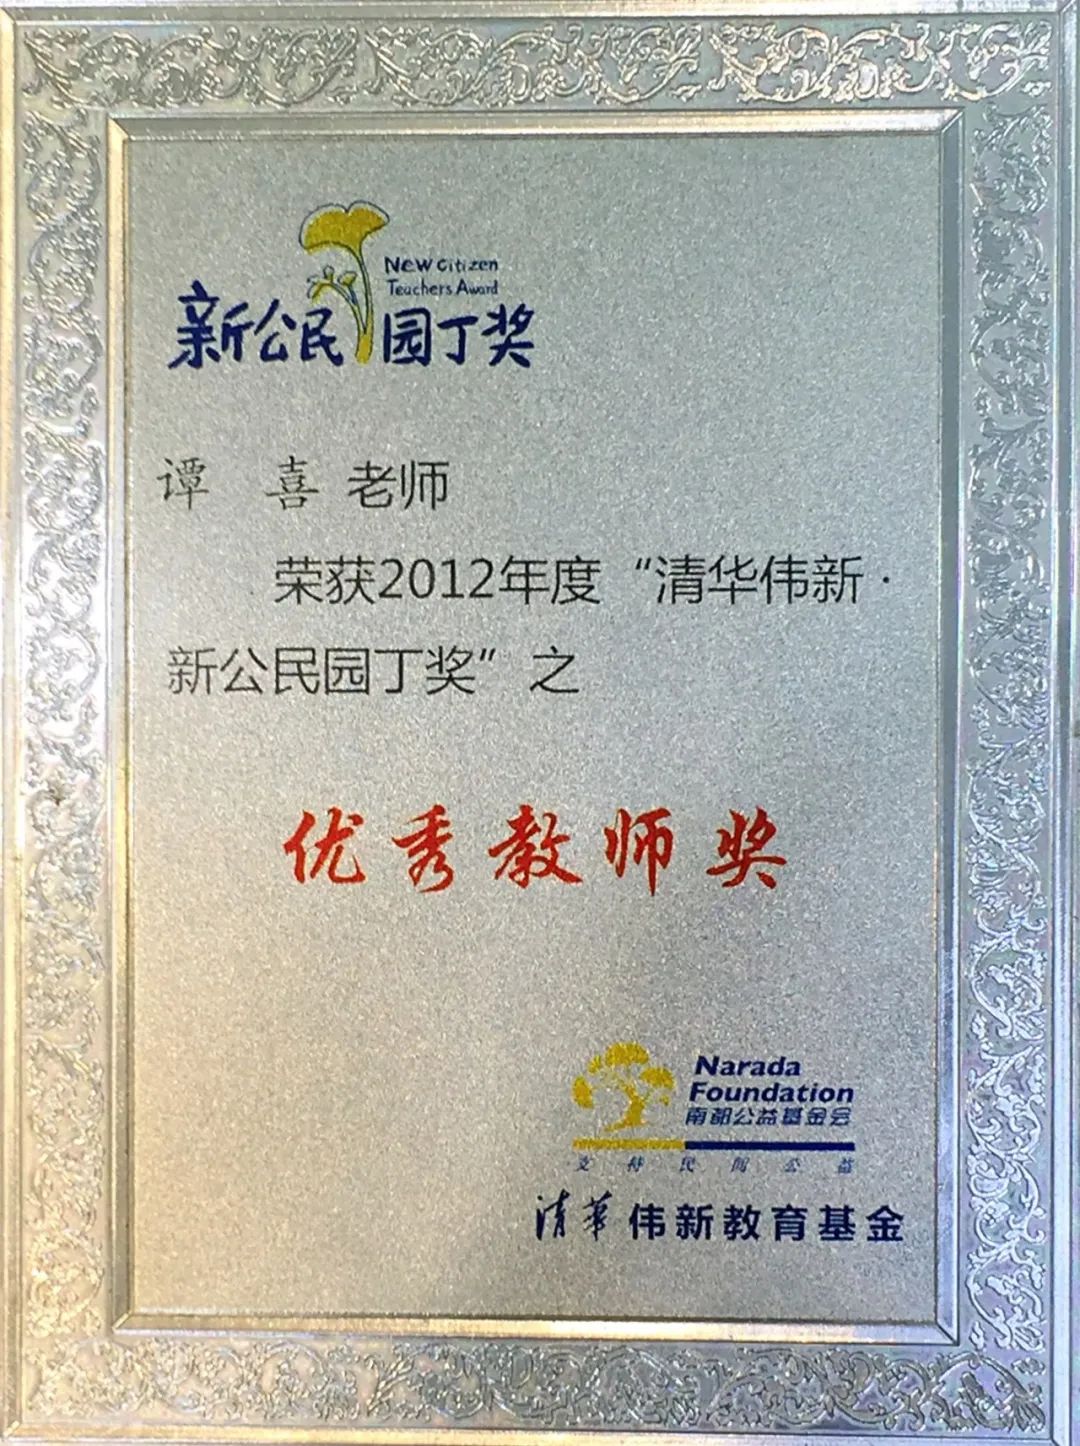 New Citizen
Teachers Award
新公民园丁奖
谭 喜 老师
荣获2012年度“清华伟新·
新公民园丁奖”之
优秀教师奖
Narada
Foundation
南都公益基金会
支持民间公益
清华伟新教育基金